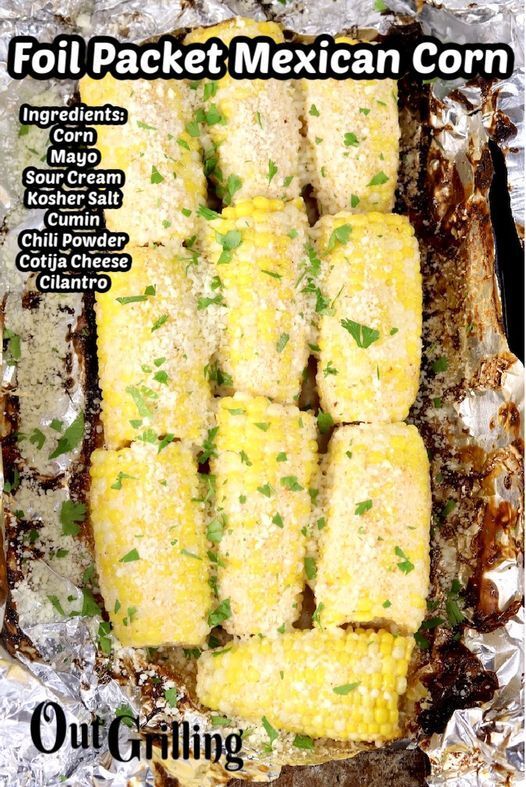 Foil Packet Mexican Corn
Ingredients:
Corn
Mayo
Sour Cream
Kosher Salt
Cumin
Chili Powder
Cotija Cheese
Cilantro
OutGrilling